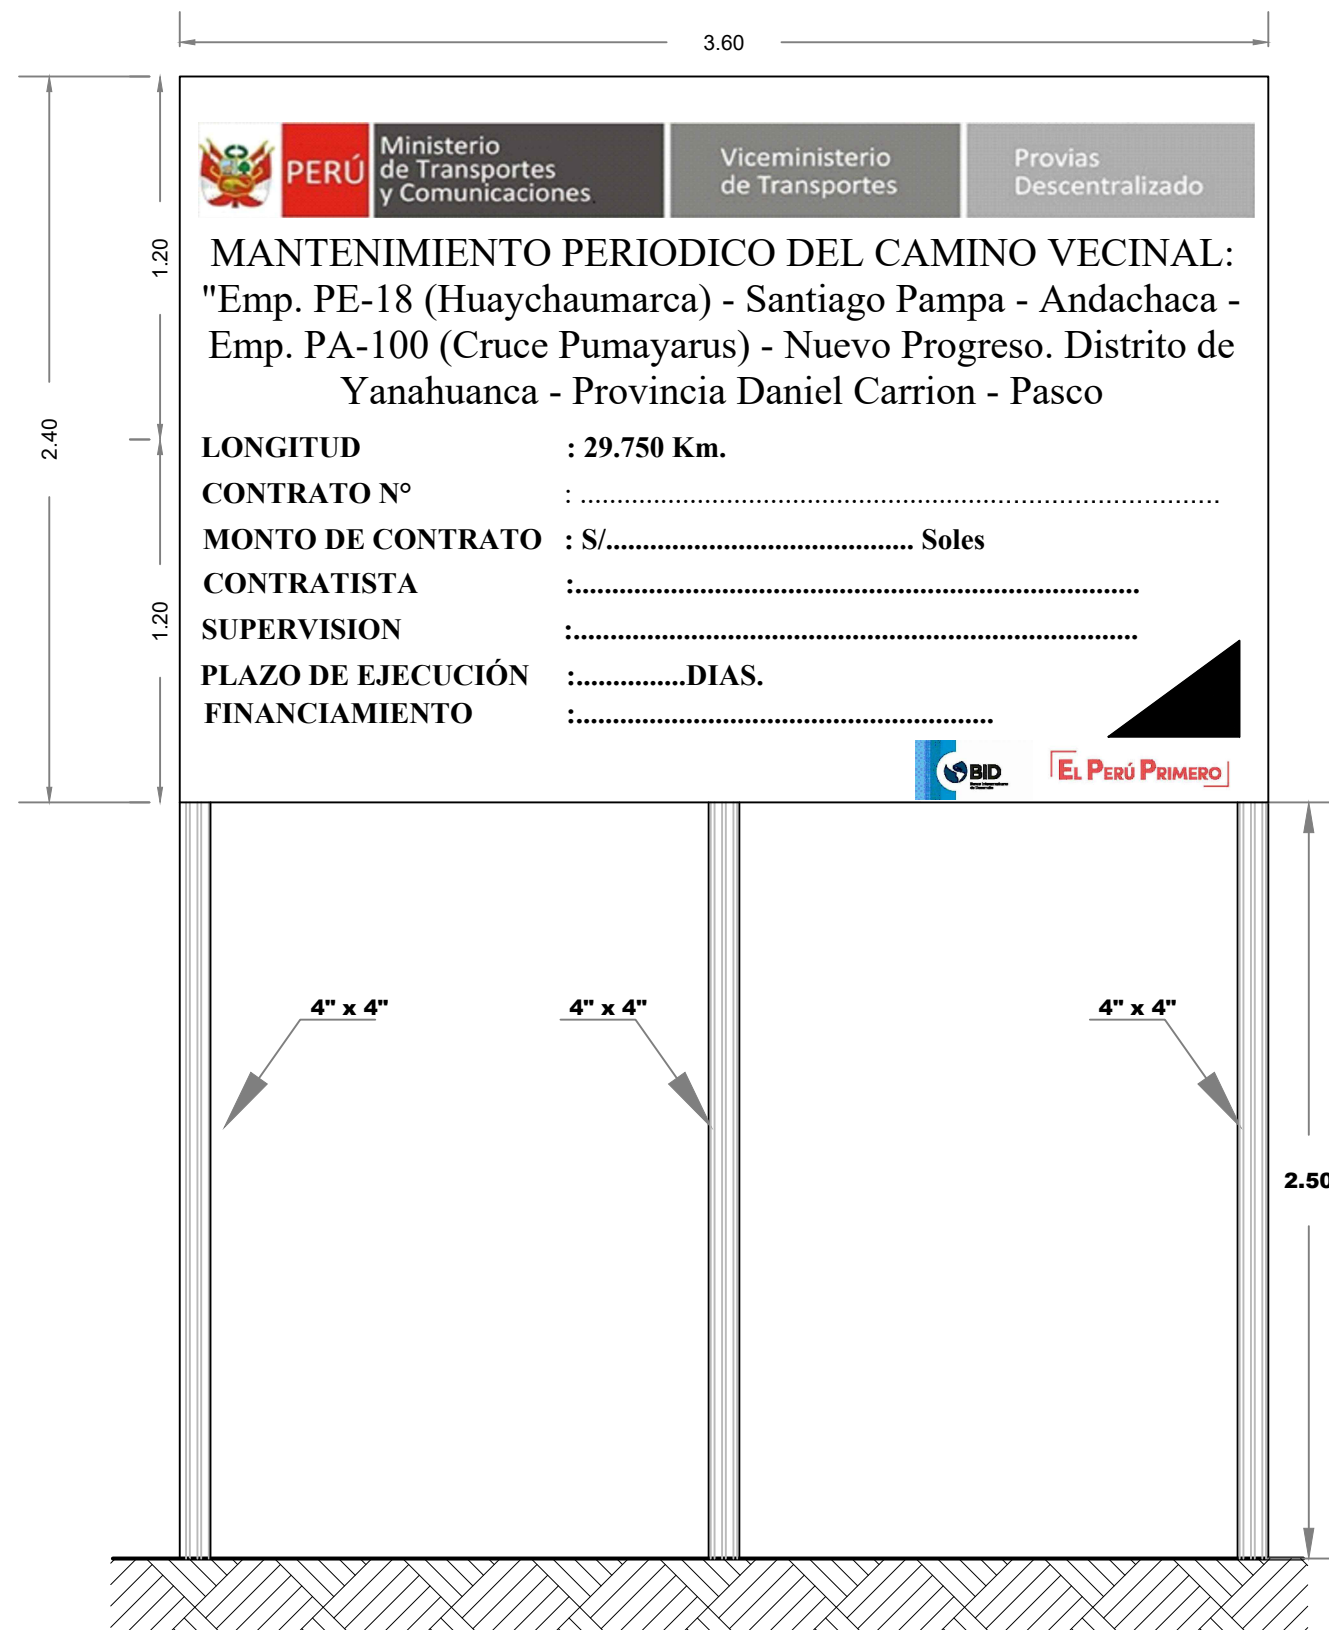 3.60
PERÚ
Ministerio
de Transportes
y Comunicaciones
Viceministerio
de Transportes
Provias
Descentralizado
1.20
2.40
1.20
MANTENIMIENTO PERIODICO DEL CAMINO VECINAL:
"Emp. PE-18 (Huaychaumarca) - Santiago Pampa - Andachaca -
Emp. PA-100 (Cruce Pumayarus) - Nuevo Progreso. Distrito de
Yanahuanca - Provincia Daniel Carrion - Pasco
LONGITUD : 29.750 Km.
CONTRATO N° : ........................................................................................
MONTO DE CONTRATO : S/.......................................... Soles
CONTRATISTA :.............................................................................
SUPERVISION :.............................................................................
PLAZO DE EJECUCIÓN :...............DIAS.
FINANCIAMIENTO :.........................................................
BID
EL PERÚ PRIMERO
4" x 4"
4" x 4"
4" x 4"
2.50